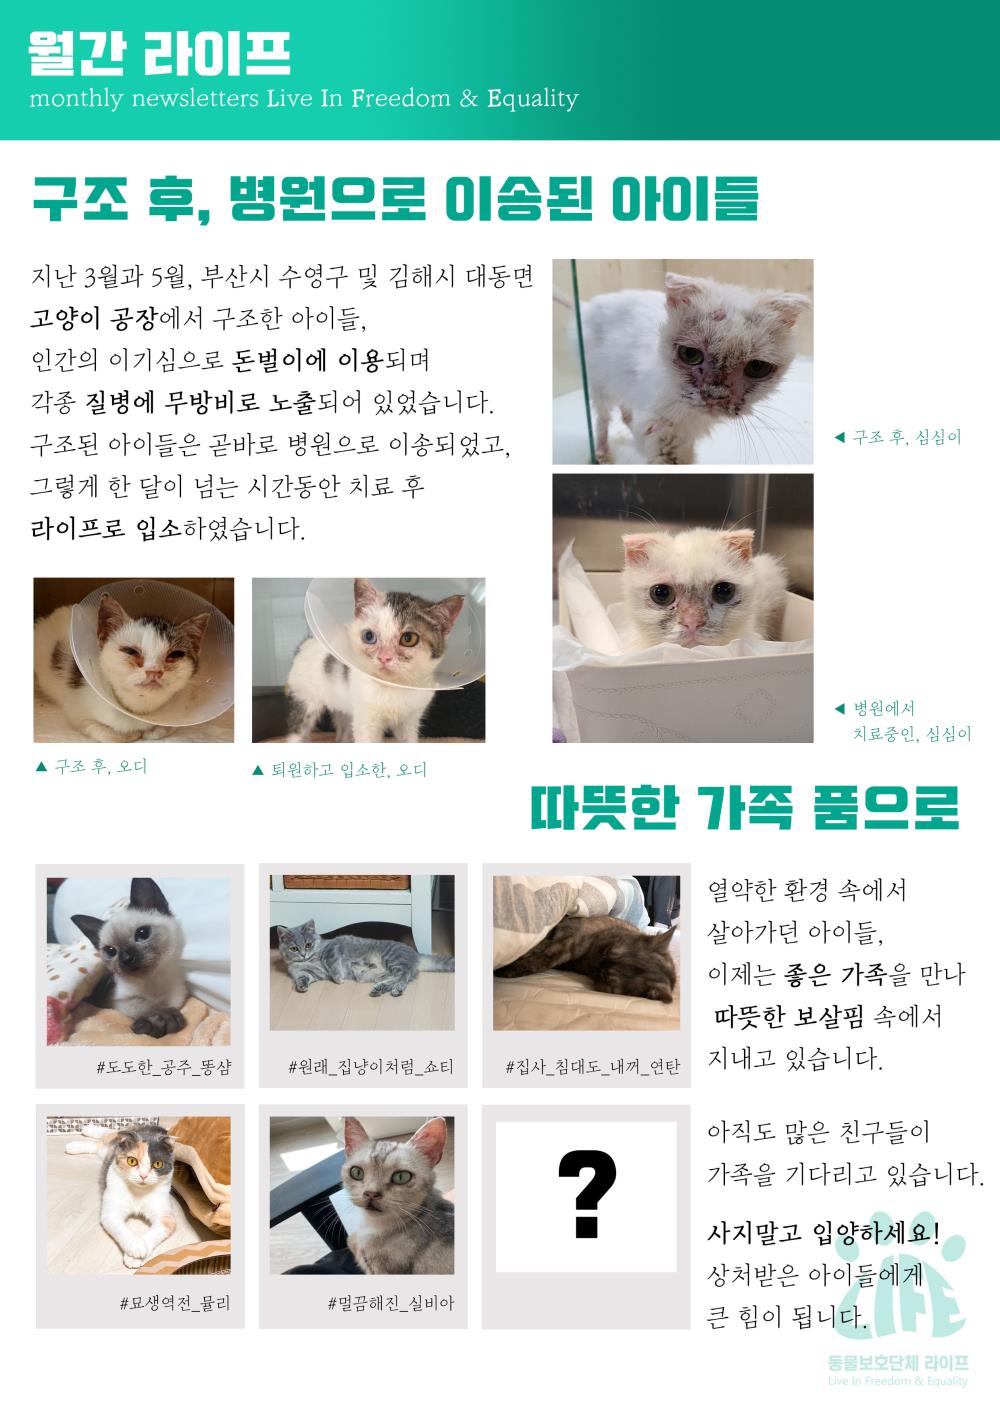 월간 라이프
monthly newsletters Live In Freedom & Equality
구조 후, 병원으로 이송된 아이들
지난 3월과 5월, 부산시 수영구 및 김해시 대동면
고양이 공장에서 구조한 아이들,
인간의 이기심으로 돈벌이에 이용되며
각종 질병에 무방비로 노출되어 있었습니다.
구조된 아이들은 곧바로 병원으로 이송되었고,
그렇게 한 달이 넘는 시간동안 치료 후
라이프로 입소하였습니다.
◀ 구조 후, 심심이
◀ 병원에서
치료중인, 심심이
▲ 구조 후, 오디
▲ 퇴원하고 입소한, 오디
따뜻한 가족 품으로
#도도한_공주_똥샴
#원래_집냥이처럼_쇼티
#집사_침대도_내꺼_연탄
#묘생역전_뮬리
#멀끔해진_실비아
?
열악한 환경 속에서
살아가던 아이들,
이제는 좋은 가족을 만나
따뜻한 보살핌 속에서
지내고 있습니다.
아직도 많은 친구들이
가족을 기다리고 있습니다.
사지말고 입양하세요!
상처받은 아이들에게
큰 힘이 됩니다.
LIFE
동물보호단체 라이프
Live In Freedom & Equality